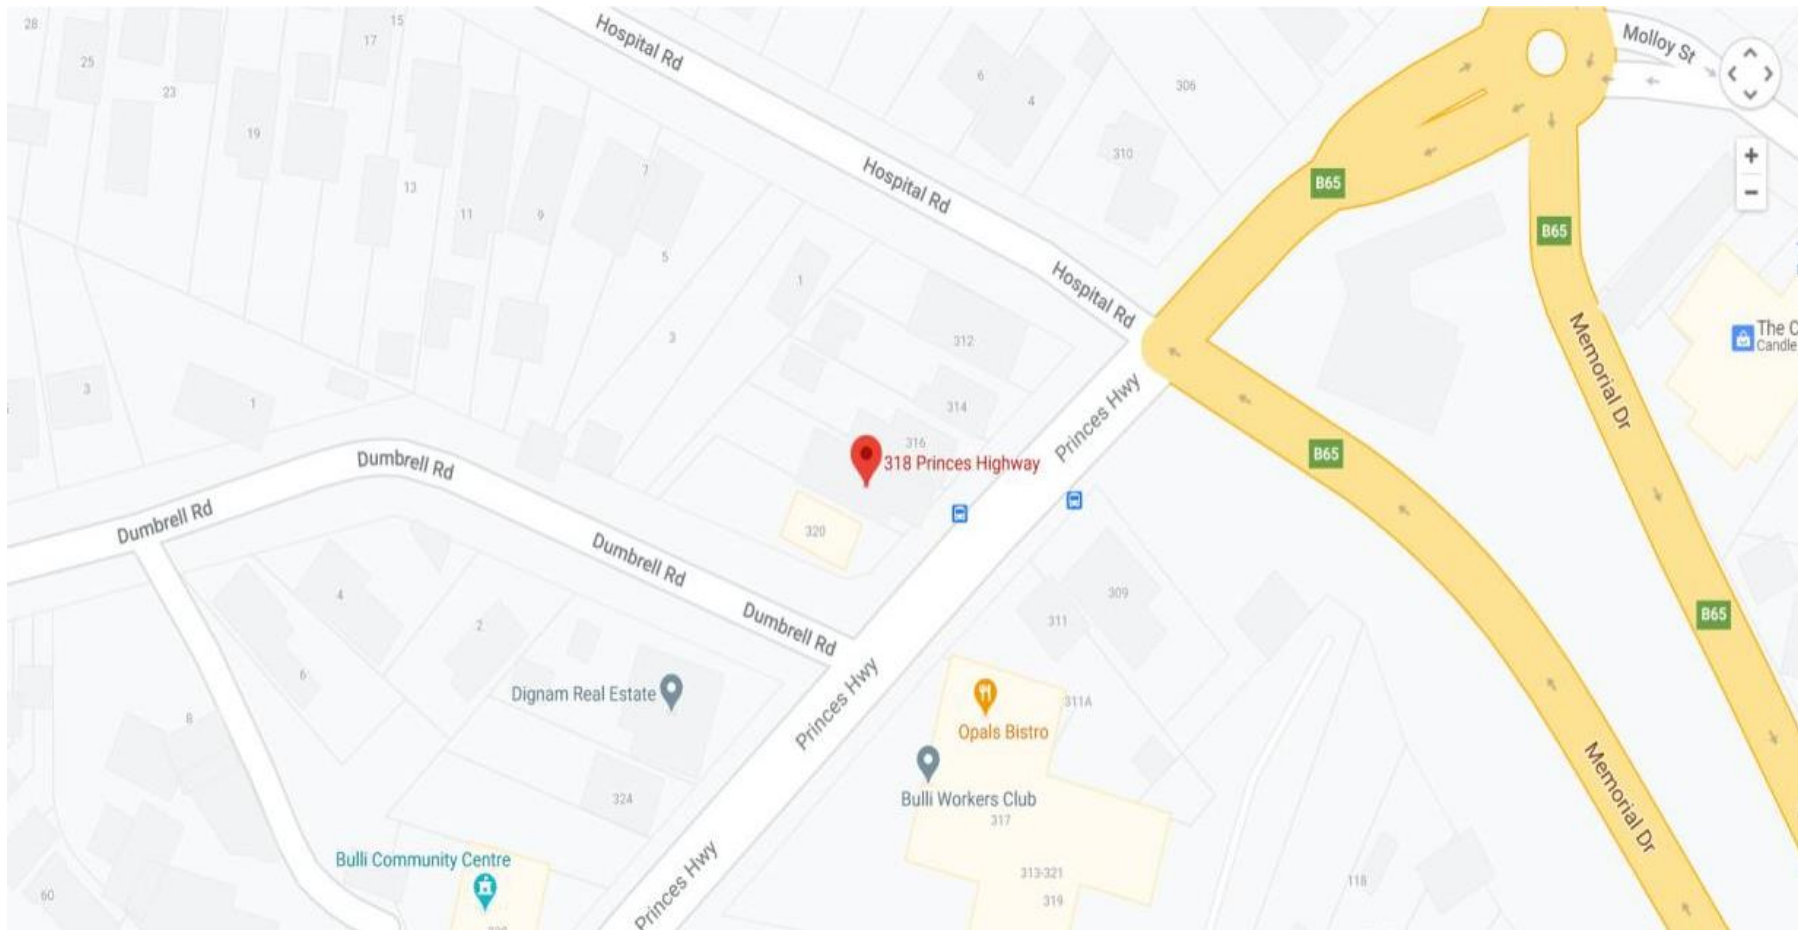 28
15
17
25
23
19
13
11
9
7
5
3
1
Hospital Rd
Hospital Rd
Hospital Rd
6
4
306
310
Molloy St
+
−
B65
B65
B65
B65
312
314
316
318 Princes Highway
320
Princes Hwy
Princes Hwy
Princes Hwy
Memorial Dr
Memorial Dr
The C
Candle
3
1
Dumbrell Rd
Dumbrell Rd
Dumbrell Rd
Dumbrell Rd
4
2
6
8
60
Dignam Real Estate
324
Bulli Community Centre
309
311
311A
Opals Bistro
Bulli Workers Club
317
313-321
319
118